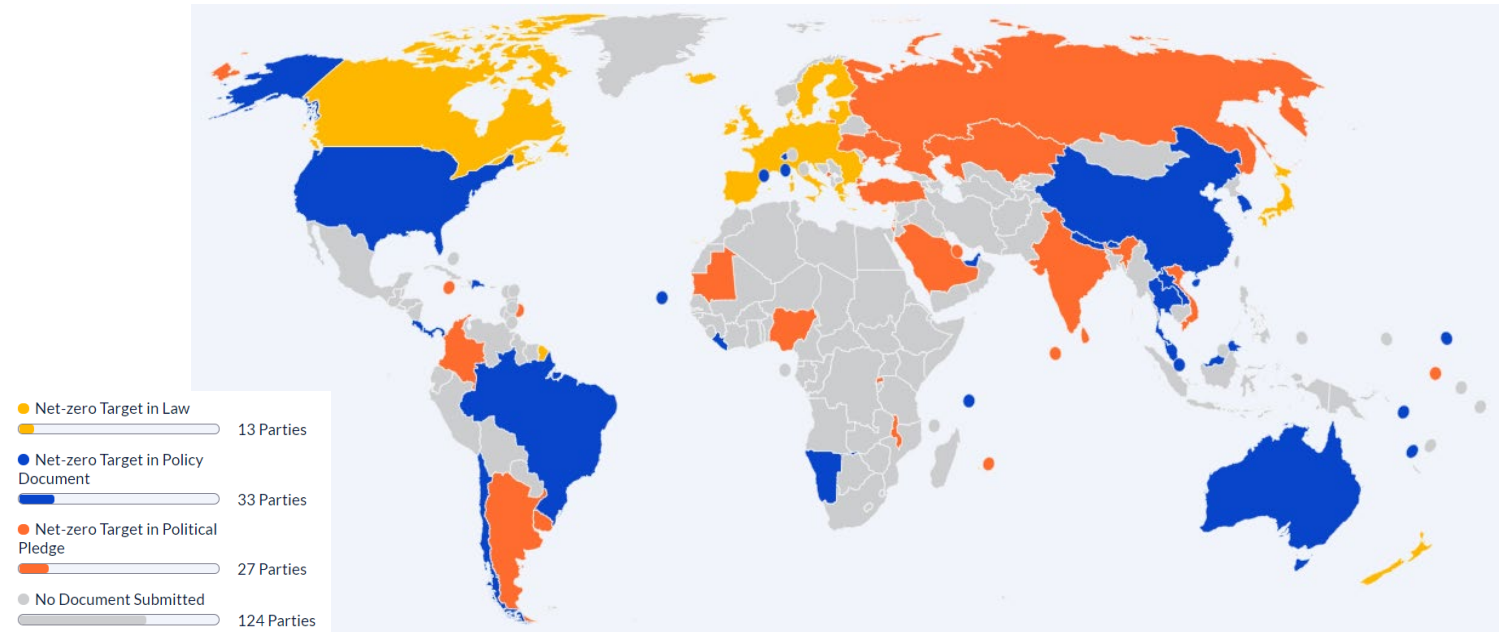 Net-zero Target in Law
13 Parties
Net-zero Target in Policy
Document
33 Parties
Net-zero Target in Political
Pledge
27 Parties
No Document Submitted
124 Parties